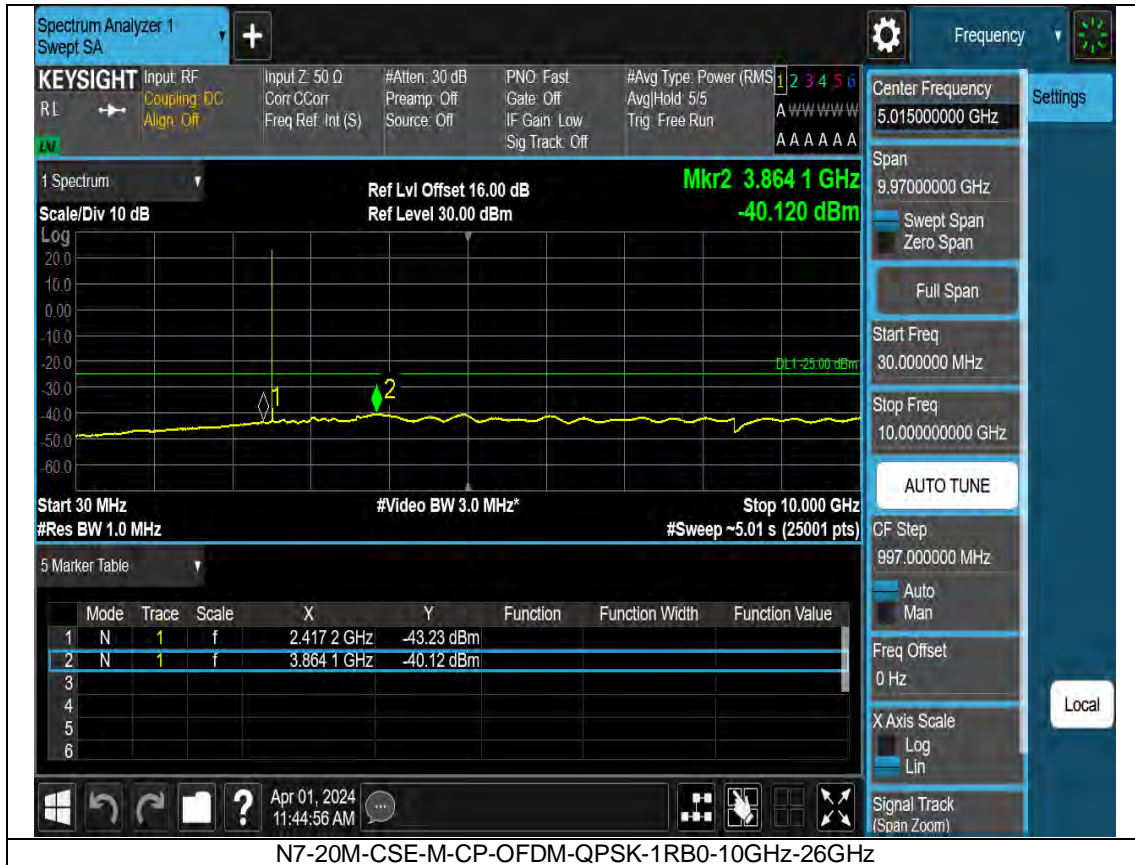 Spectrum Analyzer 1
Swept SA
+
Frequency
KEYSIGHT
RL
Input: RF
Coupling: DC
Align: Off
Input Z: 50 Ω
Corr CCorr
Freq Ref: Int (S)
#Atten: 30 dB
Preamp: Off
Source: Off
PNO: Fast
Gate: Off
IF Gain: Low
Sig Track: Off
#Avg Type: Power (RMS
Avg|Hold: 5/5
Trig: Free Run
1 2 3 4 5 6
A W W W W W
A A A A A A
1 Spectrum
Scale/Div 10 dB
Ref Lvl Offset 16.00 dB
Ref Level 30.00 dBm
Mkr2 3.864 1 GHz
-40.120 dBm
Log
20.0
10.0
0.00
-10.0
-20.0
-30.0
-40.0
-50.0
-60.0
DL1 -25.00 dBm
1
2
Start 30 MHz
#Res BW 1.0 MHz
#Video BW 3.0 MHz*
Stop 10.000 GHz
#Sweep ~5.01 s (25001 pts)
5 Marker Table
Mode Trace Scale X Y Function Function Width Function Value
1 N 1 f 2.417 2 GHz -43.23 dBm
2 N 1 f 3.864 1 GHz -40.12 dBm
3
4
5
6
?
Apr 01, 2024
11:44:56 AM
Center Frequency
5.015000000 GHz
Settings
Span
9.97000000 GHz
Swept Span
Zero Span
Full Span
Start Freq
30.000000 MHz
Stop Freq
10.000000000 GHz
AUTO TUNE
CF Step
997.000000 MHz
Auto
Man
Freq Offset
0 Hz
Local
X Axis Scale
Log
Lin
Signal Track
(Span Zoom)
N7-20M-CSE-M-CP-OFDM-QPSK-1RB0-10GHz-26GHz